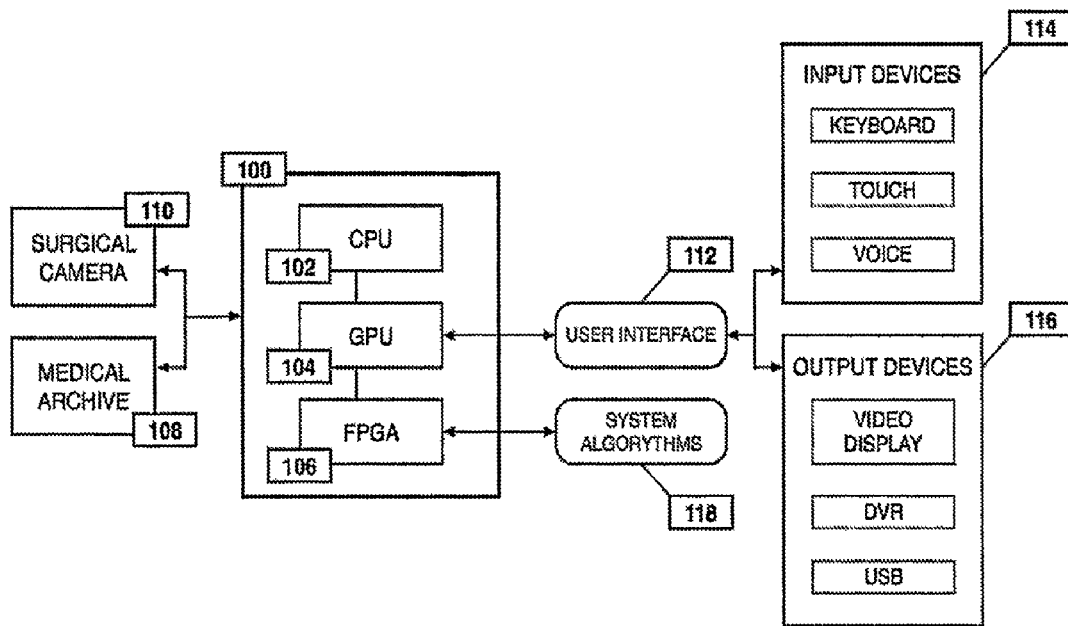 114
INPUT DEVICES
KEYBOARD
TOUCH
VOICE
100
110
SURGICAL
CAMERA
CPU
102
112
GPU
USER INTERFACE
104
116
MEDICAL
ARCHIVE
108
OUTPUT DEVICES
FPGA
106
SYSTEM
ALGORYTHMS
118
VIDEO
DISPLAY
DVR
USB